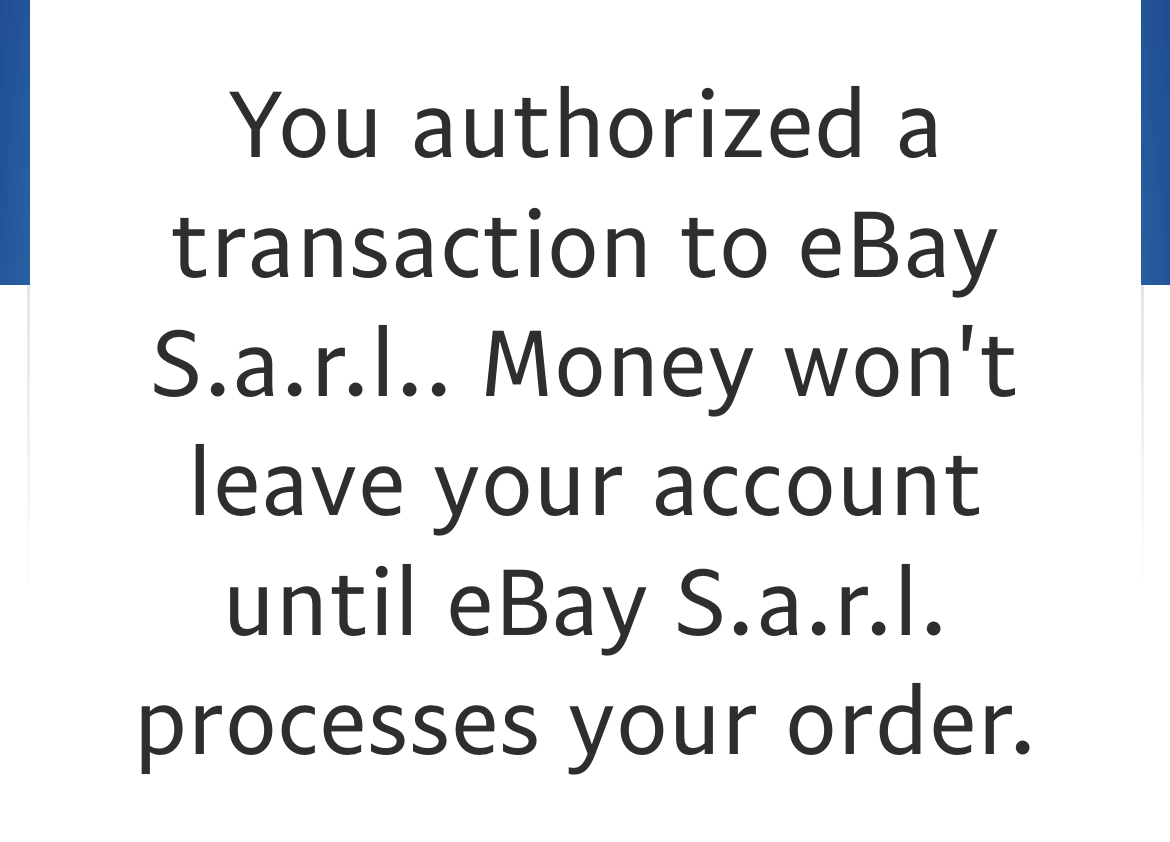 You authorized a
transaction to eBay
S.a.r.l.. Money won't
leave your account
until eBay S.a.r.l.
processes your order.